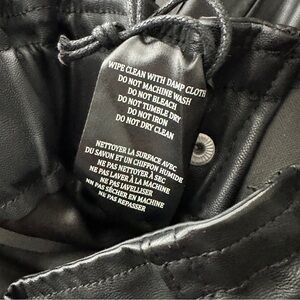 WIPE CLEAN WITH DAMP CLOTH
DO NOT MACHINE WASH
DO NOT BLEACH
DO NOT TUMBLE DRY
DO NOT IRON
DO NOT DRY CLEAN
NETTOYER LA SURFACE AVEC
DU SAVON ET UN CHIFFON HUMIDE
NE PAS NETTOYER À SEC
NE PAS LAVER À LA MACHINE
NE PAS
PAS SÉCHER EN MACHINE
NE PAS REPASSER